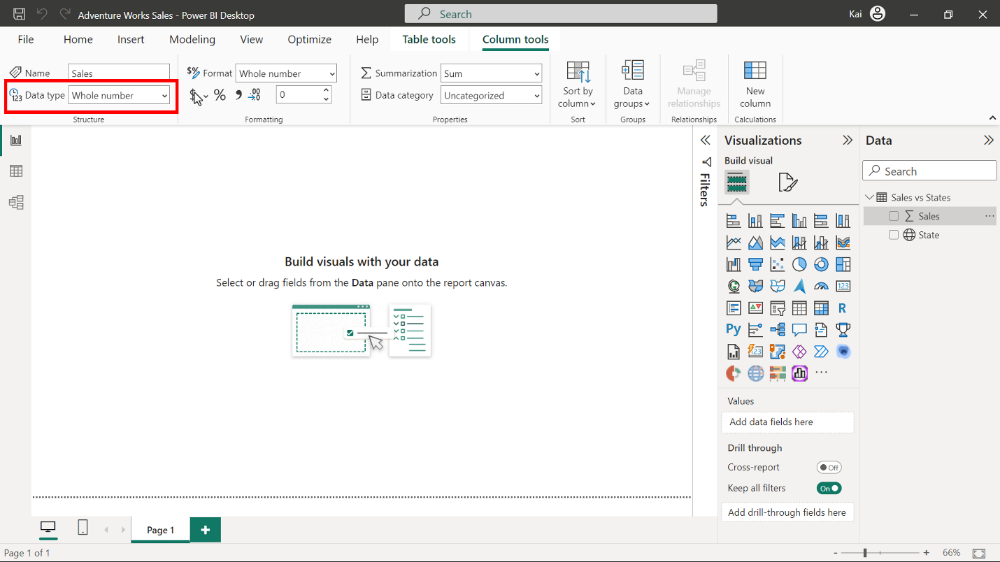 Adventure Works Sales - Power BI Desktop
Search
Kai
File Home Insert Modeling View Optimize Help Table tools Column tools
Name Sales
Data type Whole number
Structure
Format Whole number
$ % , .00 0
Formatting
Summarization Sum
Data category Uncategorized
Properties
Sort by
column
Sort
Data
groups
Groups
Manage
relationships
Relationships
New
column
Calculations
Build visuals with your data
Select or drag fields from the Data pane onto the report canvas.
Filters
Visualizations
Build visual
123
R
Py
123
Values
Add data fields here
Drill through
Cross-report Off
Keep all filters On
Add drill-through fields here
Data
Search
Sales vs States
Sales
State
Page 1
Page 1 of 1
- + 66%